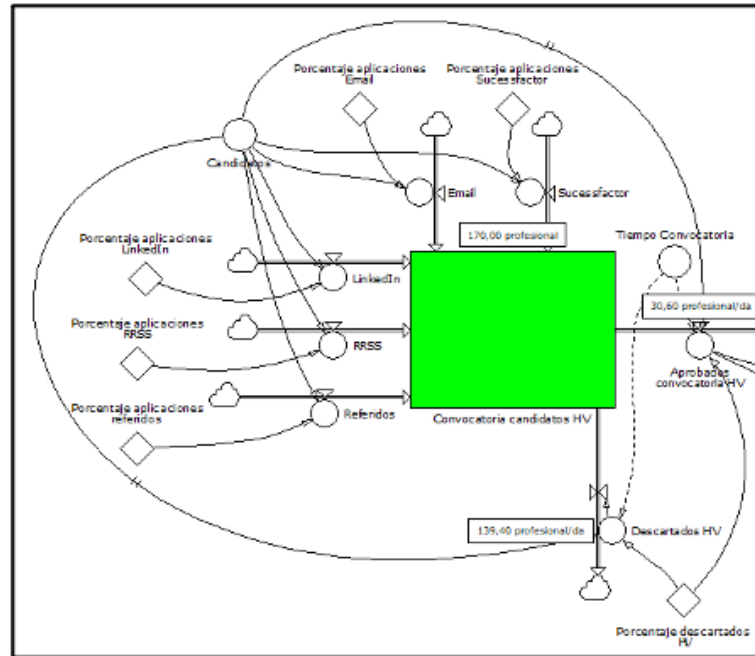 Porcentaje aplicaciones
Email
Porcentaje aplicaciones
Sucessfactor
Candidatos
Email
Sucessfactor
170,00 profesional
Tiempo Convocatoria
Porcentaje aplicaciones
LinkedIn
LinkedIn
30,60 profesional/da
Porcentaje aplicaciones
RRSS
RRSS
Aprobades
convocatoria HV
Porcentaje aplicaciones
referidos
Referidos
Convocatoria candidatos HV
139,40 profesional/da
Descartados HV
Porcentaje descartados
HV